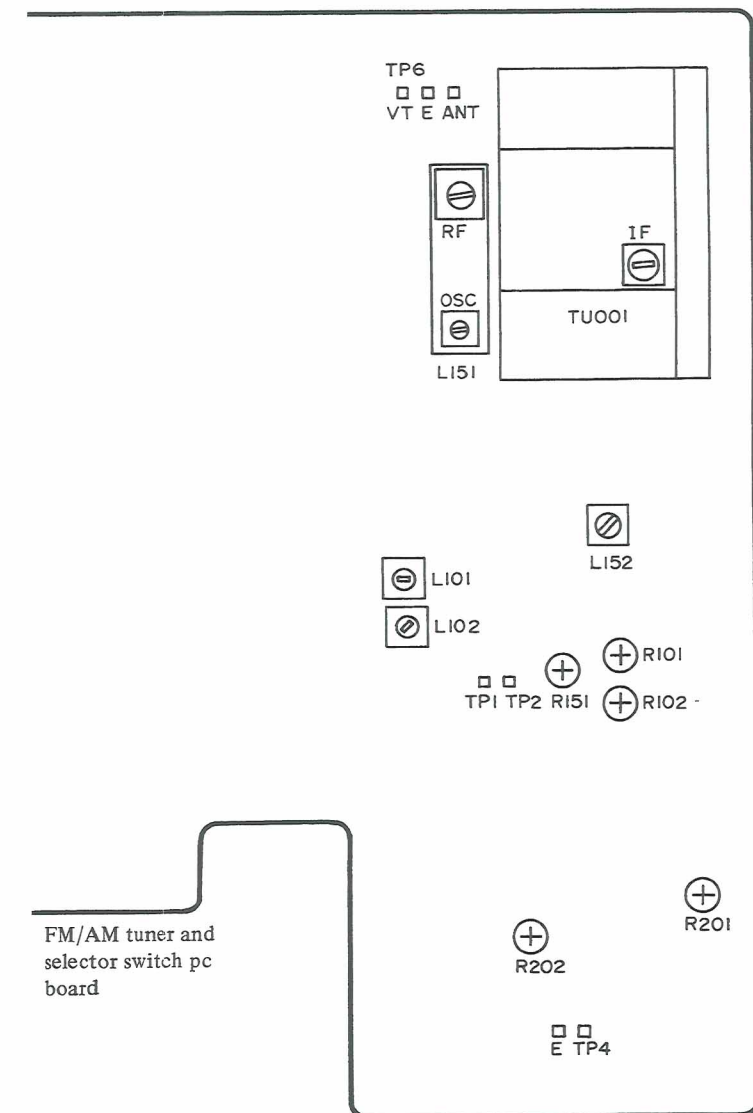 TP6
VT E ANT
RF
IF
OSC
TU001
L151
L152
L101
L102
R101
TP1 TP2 R151
R102 -
R201
R202
FM/AM tuner and
selector switch pc
board
E TP4